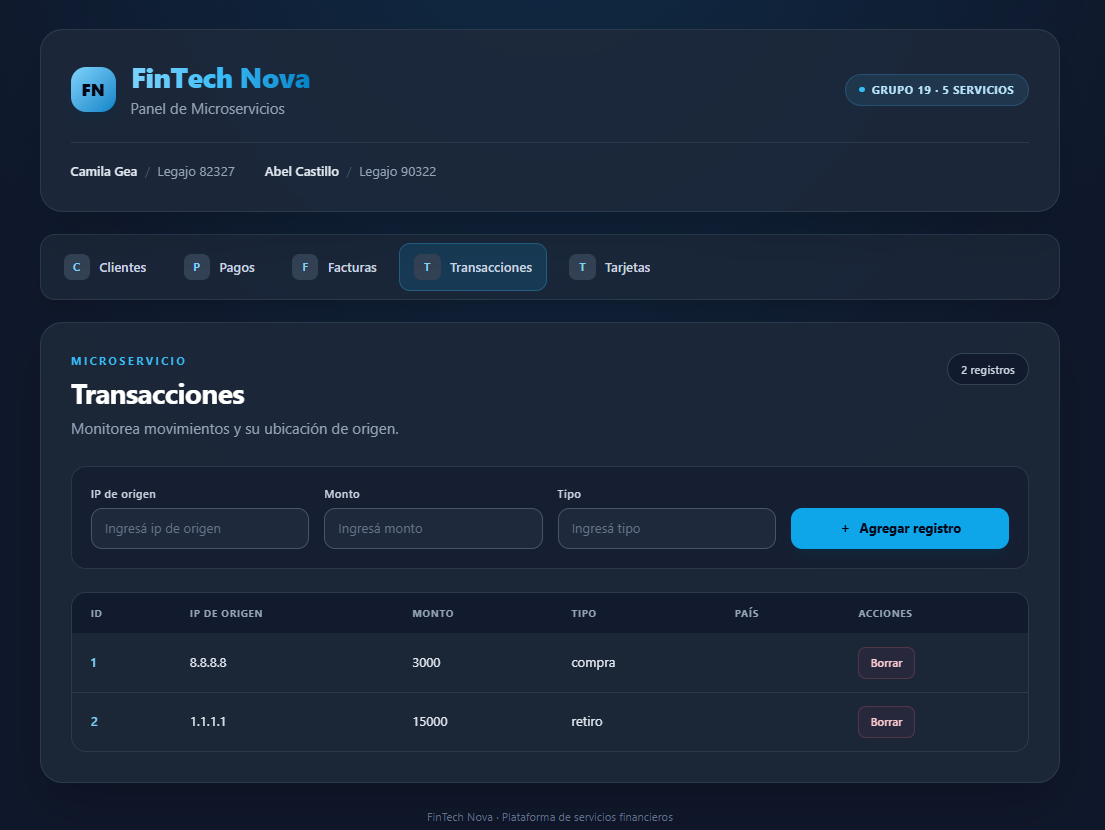 FN
FinTech Nova
Panel de Microservicios
• GRUPO 19 · 5 SERVICIOS
Camila Gea / Legajo 82327 Abel Castillo / Legajo 90322
C Clientes P Pagos F Facturas T Transacciones T Tarjetas
MICROSERVICIO
2 registros
Transacciones
Monitorea movimientos y su ubicación de origen.
IP de origen Monto Tipo
Ingresá ip de origen Ingresá monto Ingresá tipo + Agregar registro
ID IP DE ORIGEN MONTO TIPO PAÍS ACCIONES
1 8.8.8.8 3000 compra Borrar
2 1.1.1.1 15000 retiro Borrar
FinTech Nova · Plataforma de servicios financieros